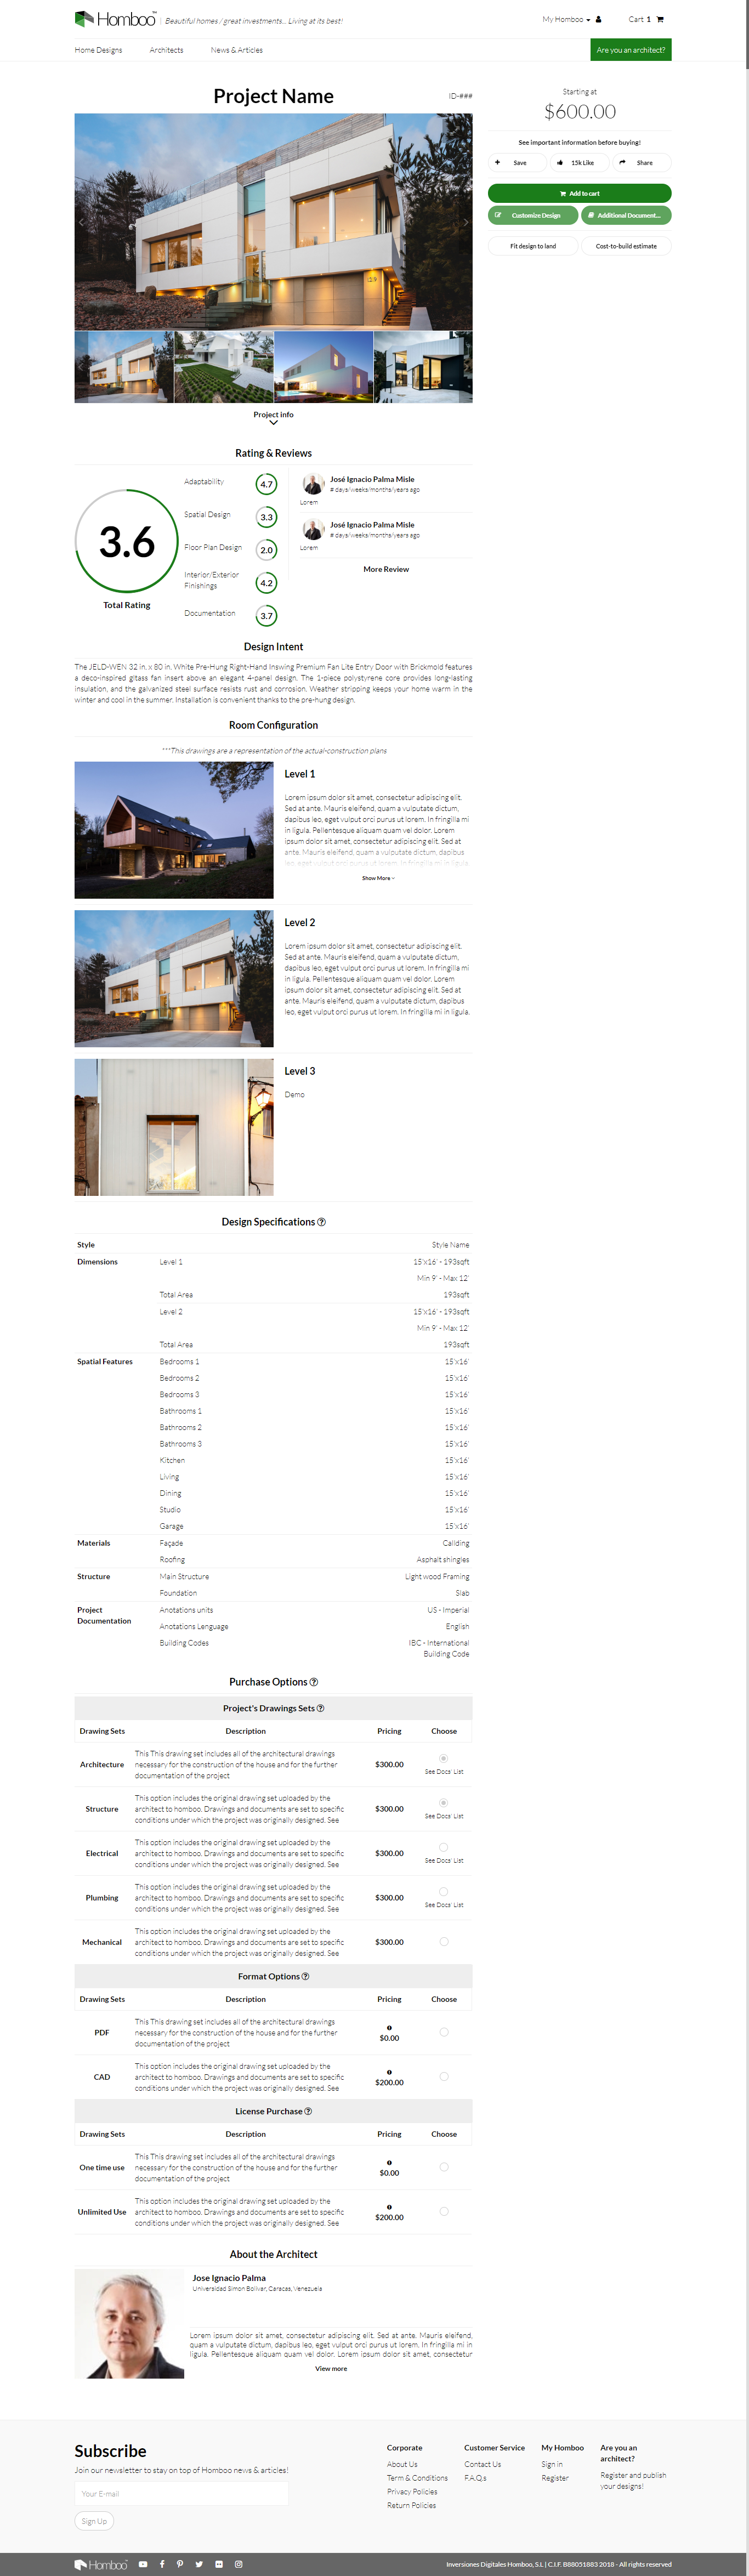 Homboo™
Beautiful homes / great investments... Living at its best!
My Homboo
Cart 1
Home Designs
Architects
News & Articles
Are you an architect?
Project Name
ID-###
Starting at
$600.00
See important information before buying!
Save
15k Like
Share
Add to cart
Customize Design
Additional Document...
Fit design to land
Cost-to-build estimate
Project info
Rating & Reviews
3.6
Total Rating
Adaptability
4.7
Spatial Design
3.3
Floor Plan Design
2.0
Interior/Exterior
Finishings
4.2
Documentation
3.7
José Ignacio Palma Misle
# days/weeks/months/years ago
Lorem
José Ignacio Palma Misle
# days/weeks/months/years ago
Lorem
More Review
Design Intent
The JELD-WEN 32 in. x 80 in. White Pre-Hung Right-Hand Inswing Premium Fan Lite Entry Door with Brickmold features
a deco-inspired gitass fan insert above an elegant 4-panel design. The 1-piece polystyrene core provides long-lasting
insulation, and the galvanized steel surface resists rust and corrosion. Weather stripping keeps your home warm in the
winter and cool in the summer. Installation is convenient thanks to the pre-hung design.
Room Configuration
***This drawings are a representation of the actual-construction plans
Level 1
Lorem ipsum dolor sit amet, consectetur adipiscing elit.
Sed at ante. Mauris eleifend, quam a vulputate dictum,
dapibus leo, eget vulput orci purus ut lorem. In fringilla mi
in ligula. Pellentesque aliquam quam vel dolor. Lorem
ipsum dolor sit amet, consectetur adipiscing elit. Sed at
ante. Mauris eleifend, quam a vulputate dictum, dapibus
leo, eget vulput orci purus ut lorem. In fringilla mi in ligula
Show More
Level 2
Lorem ipsum dolor sit amet, consectetur adipiscing elit.
Sed at ante. Mauris eleifend, quam a vulputate dictum,
dapibus leo, eget vulput orci purus ut lorem. In fringilla mi
in ligula. Pellentesque aliquam quam vel dolor. Lorem
ipsum dolor sit amet, consectetur adipiscing elit. Sed at
ante. Mauris eleifend, quam a vulputate dictum, dapibus
leo, eget vulput orci purus ut lorem. In fringilla mi in ligula.
Level 3
Demo
Design Specifications
Style
Style Name
Dimensions
Level 1
15'x16' - 193sqft
Min 9' - Max 12'
Total Area
193sqft
Level 2
15'x16' - 193sqft
Min 9' - Max 12'
Total Area
193sqft
Spatial Features
Bedrooms 1
15'x16'
Bedrooms 2
15'x16'
Bedrooms 3
15'x16'
Bathrooms 1
15'x16'
Bathrooms 2
15'x16'
Bathrooms 3
15'x16'
Kitchen
15'x16'
Living
15'x16'
Dining
15'x16'
Studio
15'x16'
Garage
15'x16'
Materials
Façade
Callding
Roofing
Asphalt shingles
Structure
Main Structure
Light wood Framing
Foundation
Slab
Project
Documentation
Anotations units
US - Imperial
Anotations Lenguage
English
Building Codes
IBC - International
Building Code
Purchase Options
Project's Drawings Sets
Drawing Sets Description Pricing Choose
Architecture
This This drawing set includes all of the architectural drawings
necessary for the construction of the house and for the further
documentation of the project
$300.00
See Docs' List
Structure
This option includes the original drawing set uploaded by the
architect to homboo. Drawings and documents are set to specific
conditions under which the project was originally designed. See
$300.00
See Docs' List
Electrical
This option includes the original drawing set uploaded by the
architect to homboo. Drawings and documents are set to specific
conditions under which the project was originally designed. See
$300.00
See Docs' List
Plumbing
This option includes the original drawing set uploaded by the
architect to homboo. Drawings and documents are set to specific
conditions under which the project was originally designed. See
$300.00
See Docs' List
Mechanical
This option includes the original drawing set uploaded by the
architect to homboo. Drawings and documents are set to specific
conditions under which the project was originally designed. See
$300.00
Format Options
Drawing Sets Description Pricing Choose
PDF
This This drawing set includes all of the architectural drawings
necessary for the construction of the house and for the further
documentation of the project
$0.00
CAD
This option includes the original drawing set uploaded by the
architect to homboo. Drawings and documents are set to specific
conditions under which the project was originally designed. See
$200.00
License Purchase
Drawing Sets Description Pricing Choose
One time use
This This drawing set includes all of the architectural drawings
necessary for the construction of the house and for the further
documentation of the project
$0.00
Unlimited Use
This option includes the original drawing set uploaded by the
architect to homboo. Drawings and documents are set to specific
conditions under which the project was originally designed. See
$200.00
About the Architect
Jose Ignacio Palma
Universidad Simon Bolivar, Caracas, Venezuela
Lorem ipsum dolor sit amet, consectetur adipiscing elit. Sed at ante. Mauris eleifend,
quam a vulputate dictum, dapibus leo, eget vulput orci purus ut lorem. In fringilla mi in
ligula. Pellentesque aliquam quam vel dolor. Lorem ipsum dolor sit amet, consectetur
View more
Subscribe
Join our newsletter to stay on top of Homboo news & articles!
Your E-mail
Sign Up
Corporate
About Us
Term & Conditions
Privacy Policies
Return Policies
Customer Service
Contact Us
F.A.Q.s
My Homboo
Sign in
Register
Are you an
architect?
Register and publish
your designs!
Homboo
Inversiones Digitales Homboo, S.L | C.I.F. B88051883 2018 - All rights reserved